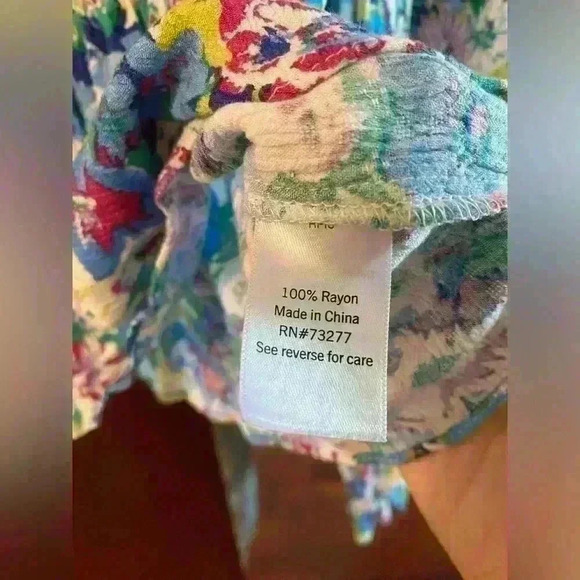 100% Rayon
Made in China
RN#73277
See reverse for care